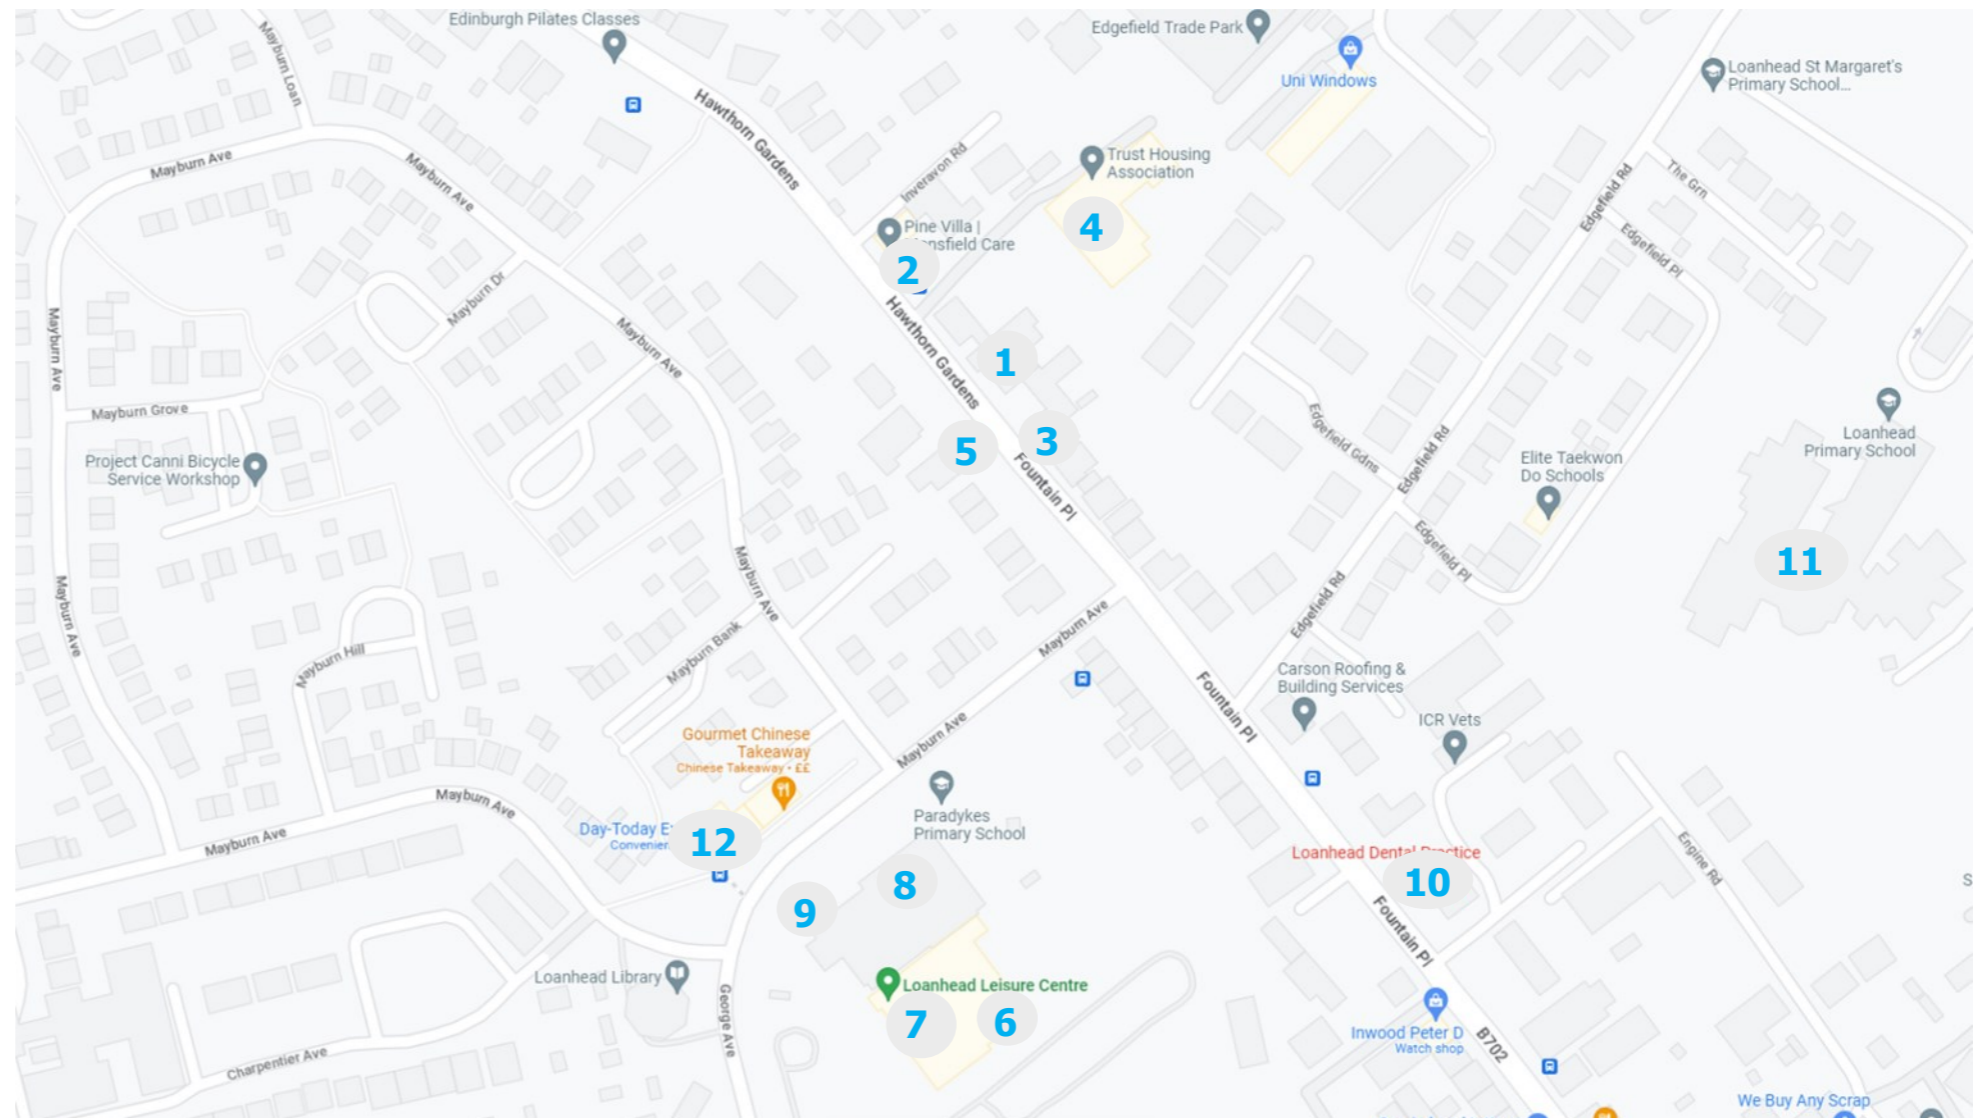 Edinburgh Pilates Classes
Edgefield Trade Park
Uni Windows
Loanhead St Margaret's
Primary School...
Mayburn Loan
Hawthorn Gardens
Mayburn Ave
Mayburn Ave
Inveravon Rd
Trust Housing
Association
4
The Grn
Edgefield Rd
Edgefield Pl
Pine Villa |
Care
2
Mayburn Dr
Mayburn Ave
Mayburn Ave
Hawthorn Gardens
1
Mayburn Grove
Edgefield Gdns
Edgefield Rd
Loanhead
Primary School
5
3
Fountain Pl
Project Canni Bicycle
Service Workshop
Elite Taekwon
Do Schools
Edgefield Pl
11
Mayburn Ave
Mayburn Ave
Mayburn Ave
Edgefield Rd
Mayburn Bank
Mayburn Hill
Fountain Pl
Carson Roofing &
Building Services
ICR Vets
Gourmet Chinese
Takeaway
Chinese Takeaway · ££
Mayburn Ave
Paradykes
Primary School
Mayburn Ave
Mayburn Ave
Day-Today
12
Loanhead Dental Practice
10
Engine Rd
8
9
Fountain Pl
Loanhead Library
Loanhead Leisure Centre
7
6
George Ave
Charpentier Ave
Inwood Peter D
Watch shop
B702
We Buy Any Scrap